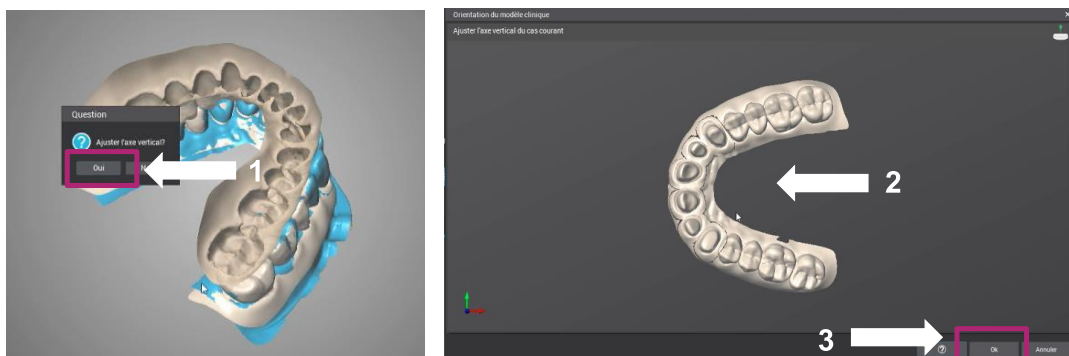 Question
Ajuster l'axe vertical?
Oui
N
1
Orientation du modèle clinique
Ajuster l'axe vertical du cas courant
2
3
Ok
Annuler